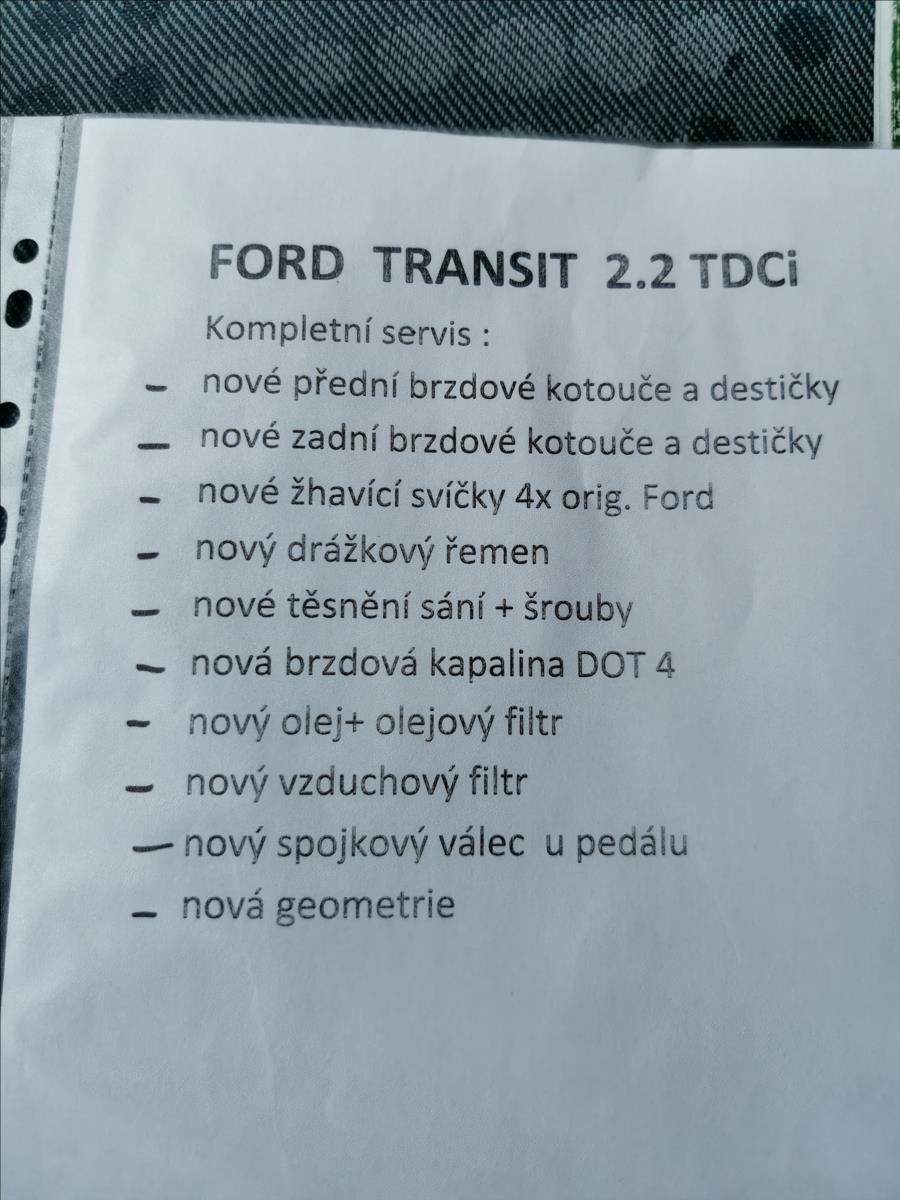 FORD TRANSIT 2.2 TDCi
Kompletní servis :
- nové přední brzdové kotouče a destičky
- nové zadní brzdové kotouče a destičky
- nové žhavící svíčky 4x orig. Ford
- nový drážkový řemen
- nové těsnění sání + šrouby
- nová brzdová kapalina DOT 4
- nový olej+ olejový filtr
- nový vzduchový filtr
- nový spojkový válec u pedálu
- nová geometrie